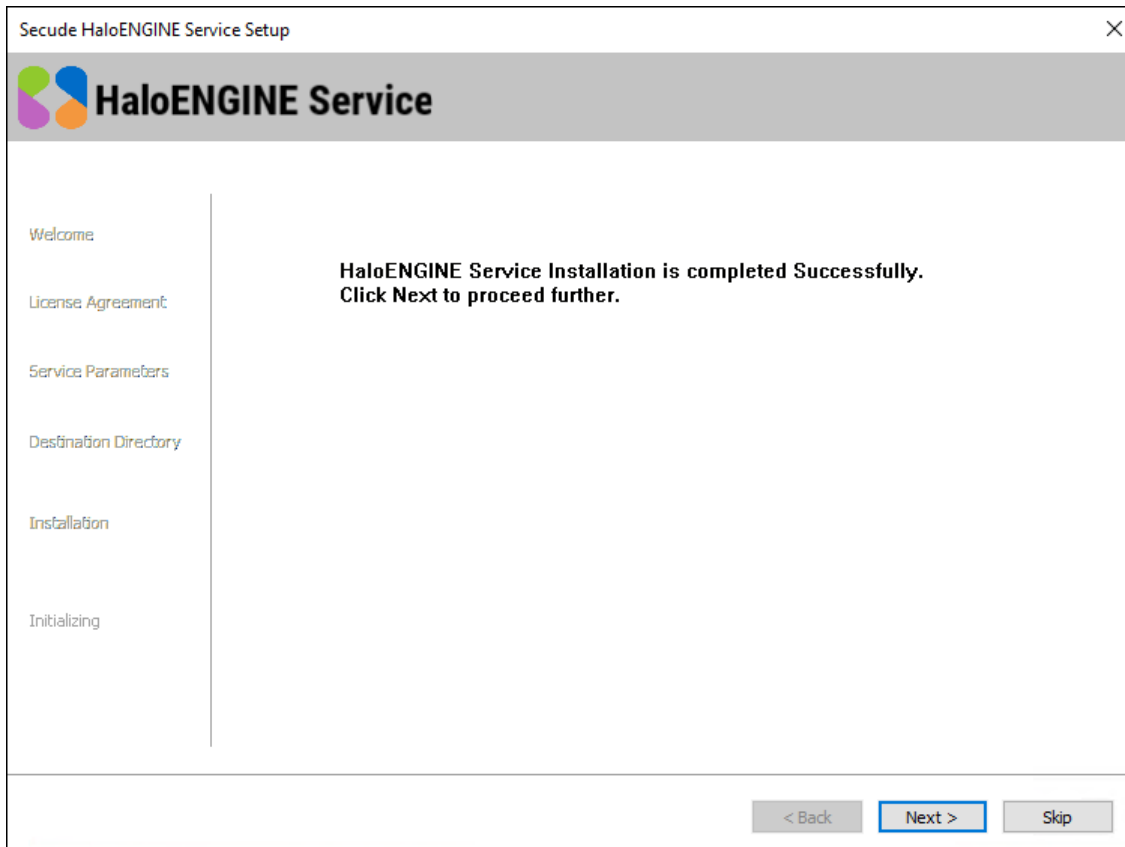 Secude HaloENGINE Service Setup
HaloENGINE Service
Welcome
License Agreement
Service Parameters
Destination Directory
Installation
Initializing
HaloENGINE Service Installation is completed Successfully.
Click Next to proceed further.
< Back
Next >
Skip